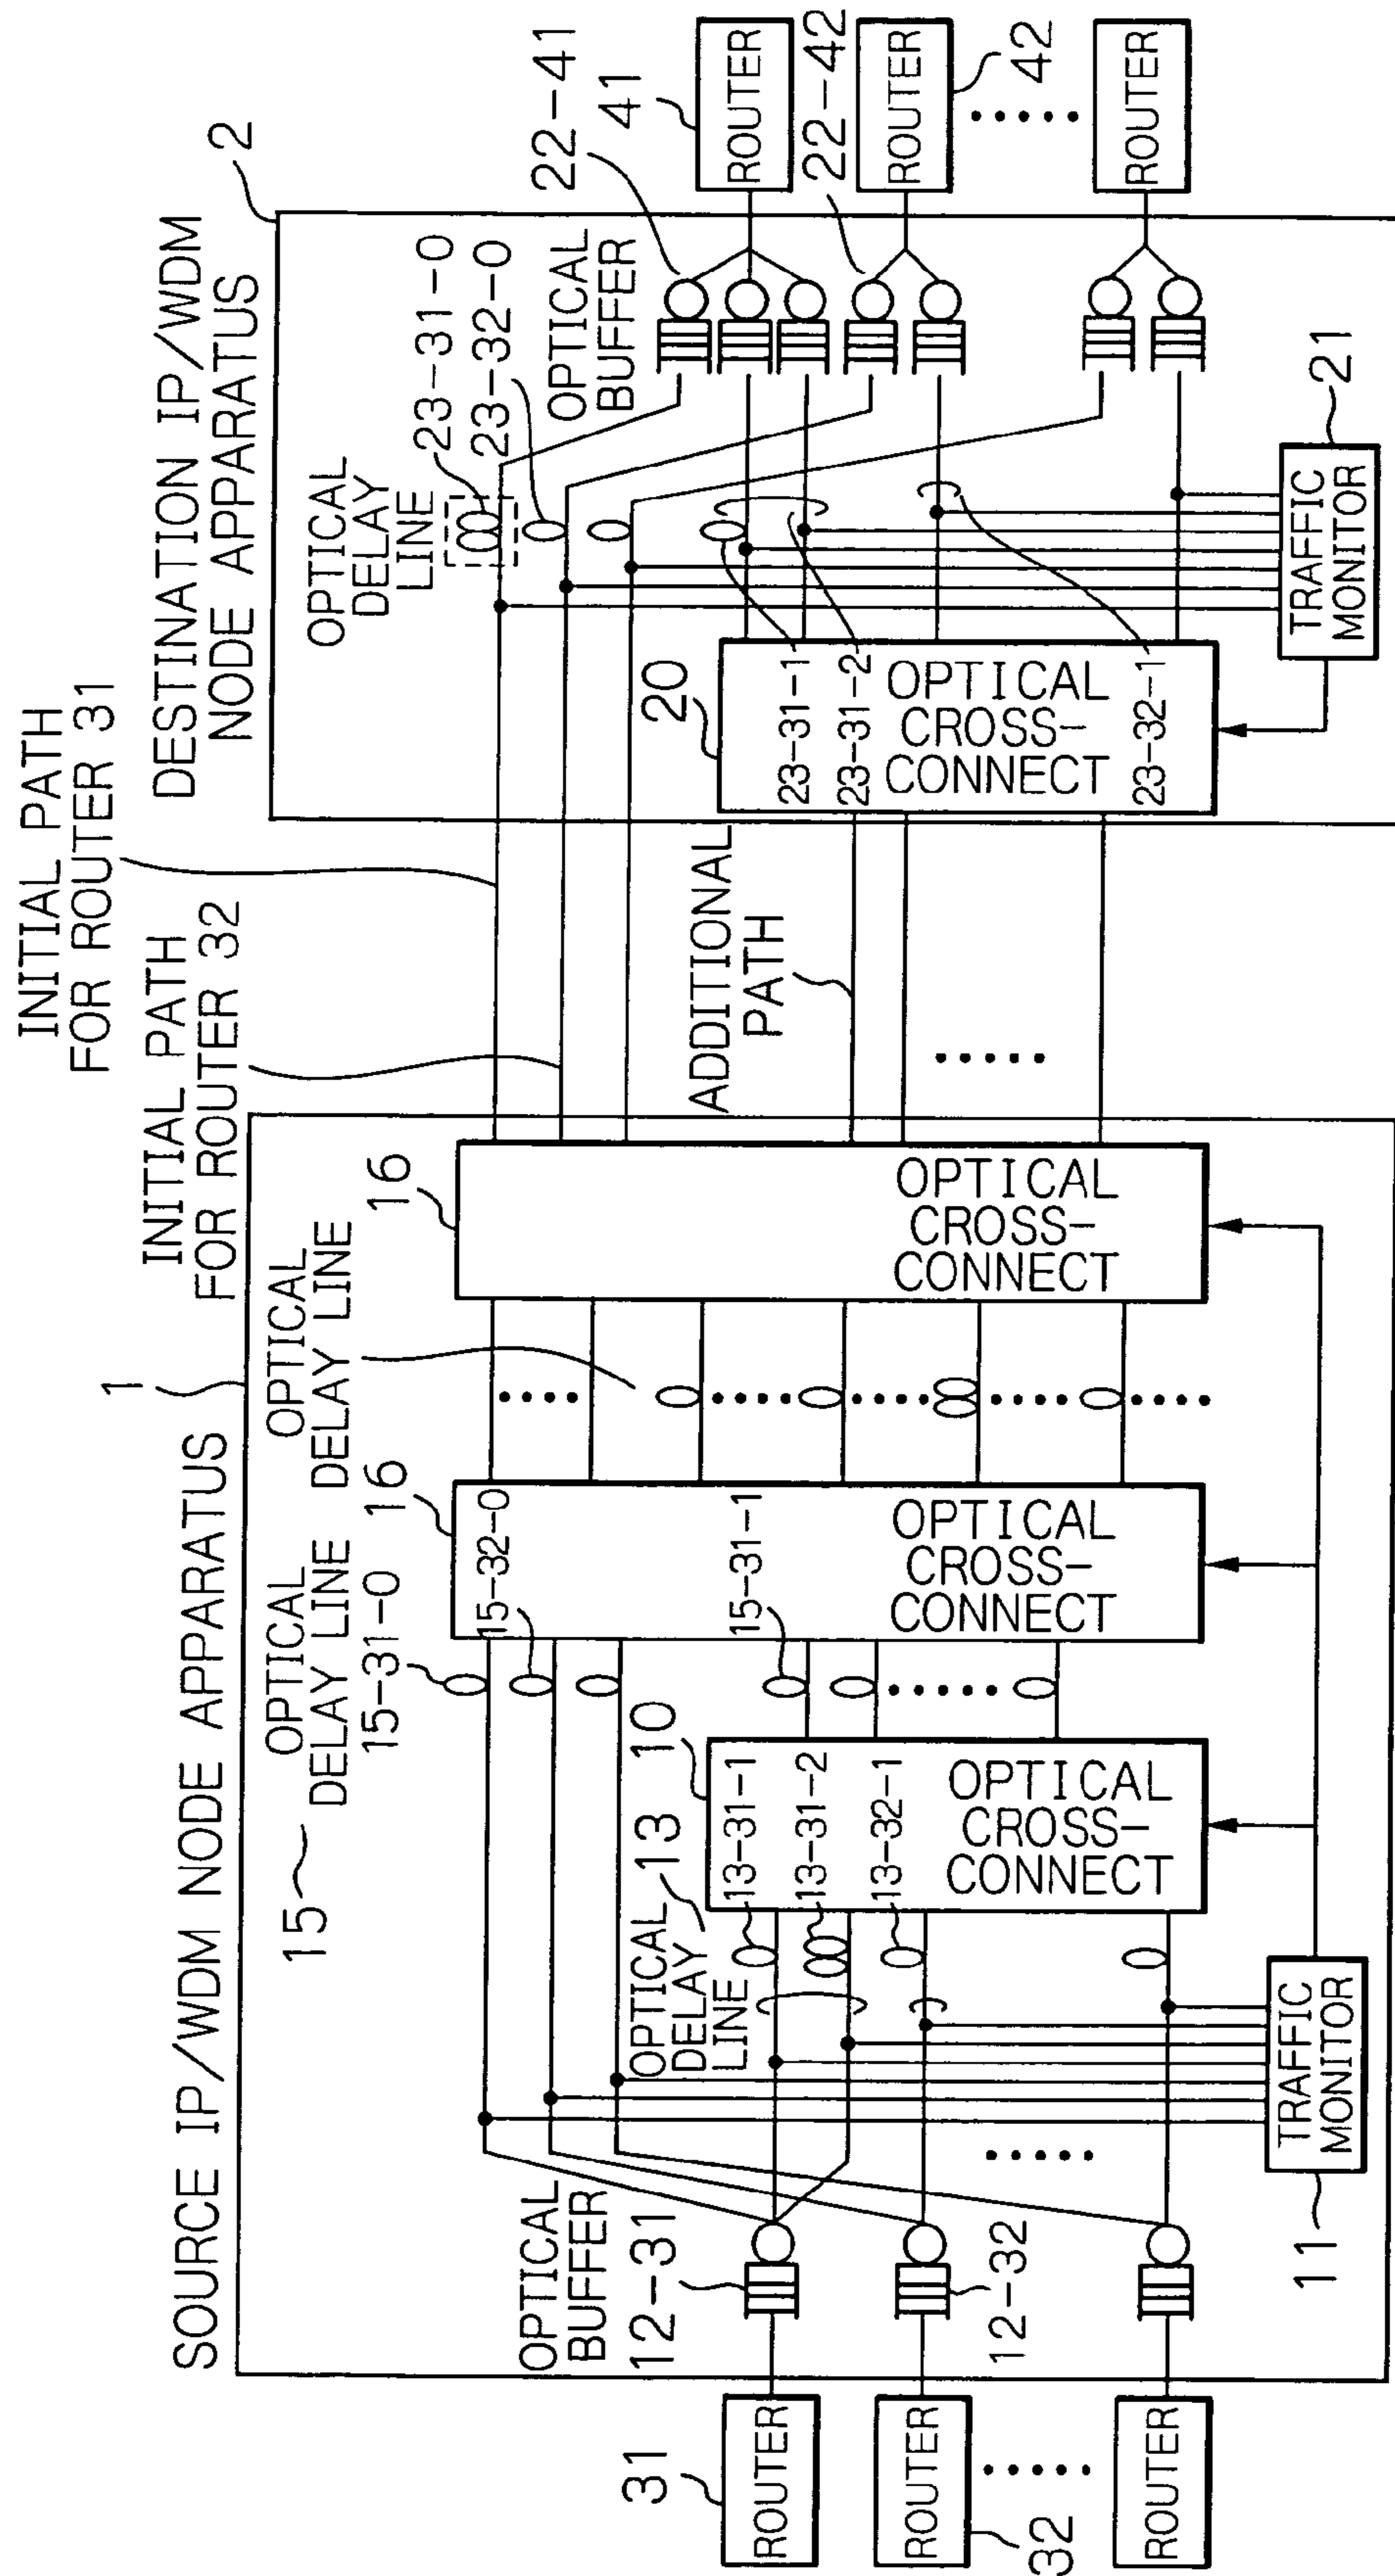 SOURCE IP/WDM NODE APPARATUS
1
15
OPTICAL
DELAY LINE
15-31-0
16
OPTICAL
DELAY LINE
16
INITIAL PATH
FOR ROUTER 31
INITIAL PATH
FOR ROUTER 32
DESTINATION IP/WDM
NODE APPARATUS
2
OPTICAL
DELAY
LINE
23-31-0
23-32-0
OPTICAL
BUFFER
22-41
41
ROUTER
22-42
ROUTER
42
ROUTER
OPTICAL
BUFFER
12-31
31
ROUTER
12-32
ROUTER
32
ROUTER
OPTICAL
DELAY
LINE
13
10
13-31-1
13-31-2
13-32-1
OPTICAL
CROSS-
CONNECT
15-32-0
15-31-1
OPTICAL
CROSS-
CONNECT
OPTICAL
CROSS-
CONNECT
ADDITIONAL
PATH
20
23-31-1
23-31-2
OPTICAL
CROSS-
CONNECT
23-32-1
11
TRAFFIC
MONITOR
TRAFFIC
MONITOR
21